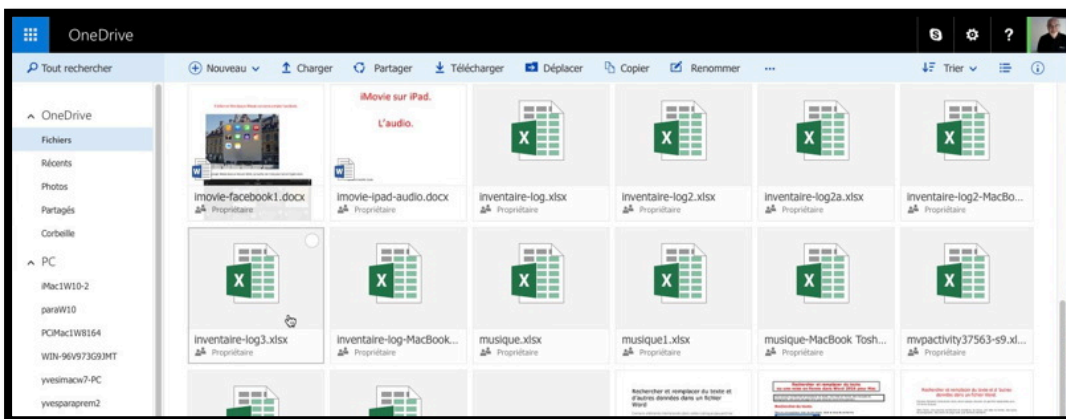 OneDrive
?
Tout rechercher
Nouveau
Charger
Partager
Télécharger
Déplacer
Copier
Renommer
...
Trier
OneDrive
Fichiers
Récents
Photos
Partagés
Corbeille
PC
iMac1W10-2
paraW10
PCiMac1W8164
WIN-96V973G9JMT
yvesimacw7-PC
yvesparaprem2
iMovie sur iPad.
L'audio.
imovie-facebook1.docx
Propriétaire
imovie-ipad-audio.docx
Propriétaire
inventaire-log.xlsx
Propriétaire
inventaire-log2.xlsx
Propriétaire
inventaire-log2a.xlsx
Propriétaire
inventaire-log2-MacBo...
Propriétaire
inventaire-log3.xlsx
Propriétaire
inventaire-log-MacBook...
Propriétaire
musique.xlsx
Propriétaire
musique1.xlsx
Propriétaire
musique-MacBook Tosh...
Propriétaire
mvpactivity37563-s9.xl...
Propriétaire
Rechercher et remplacer du texte et
d'autres données dans un fichier
Word